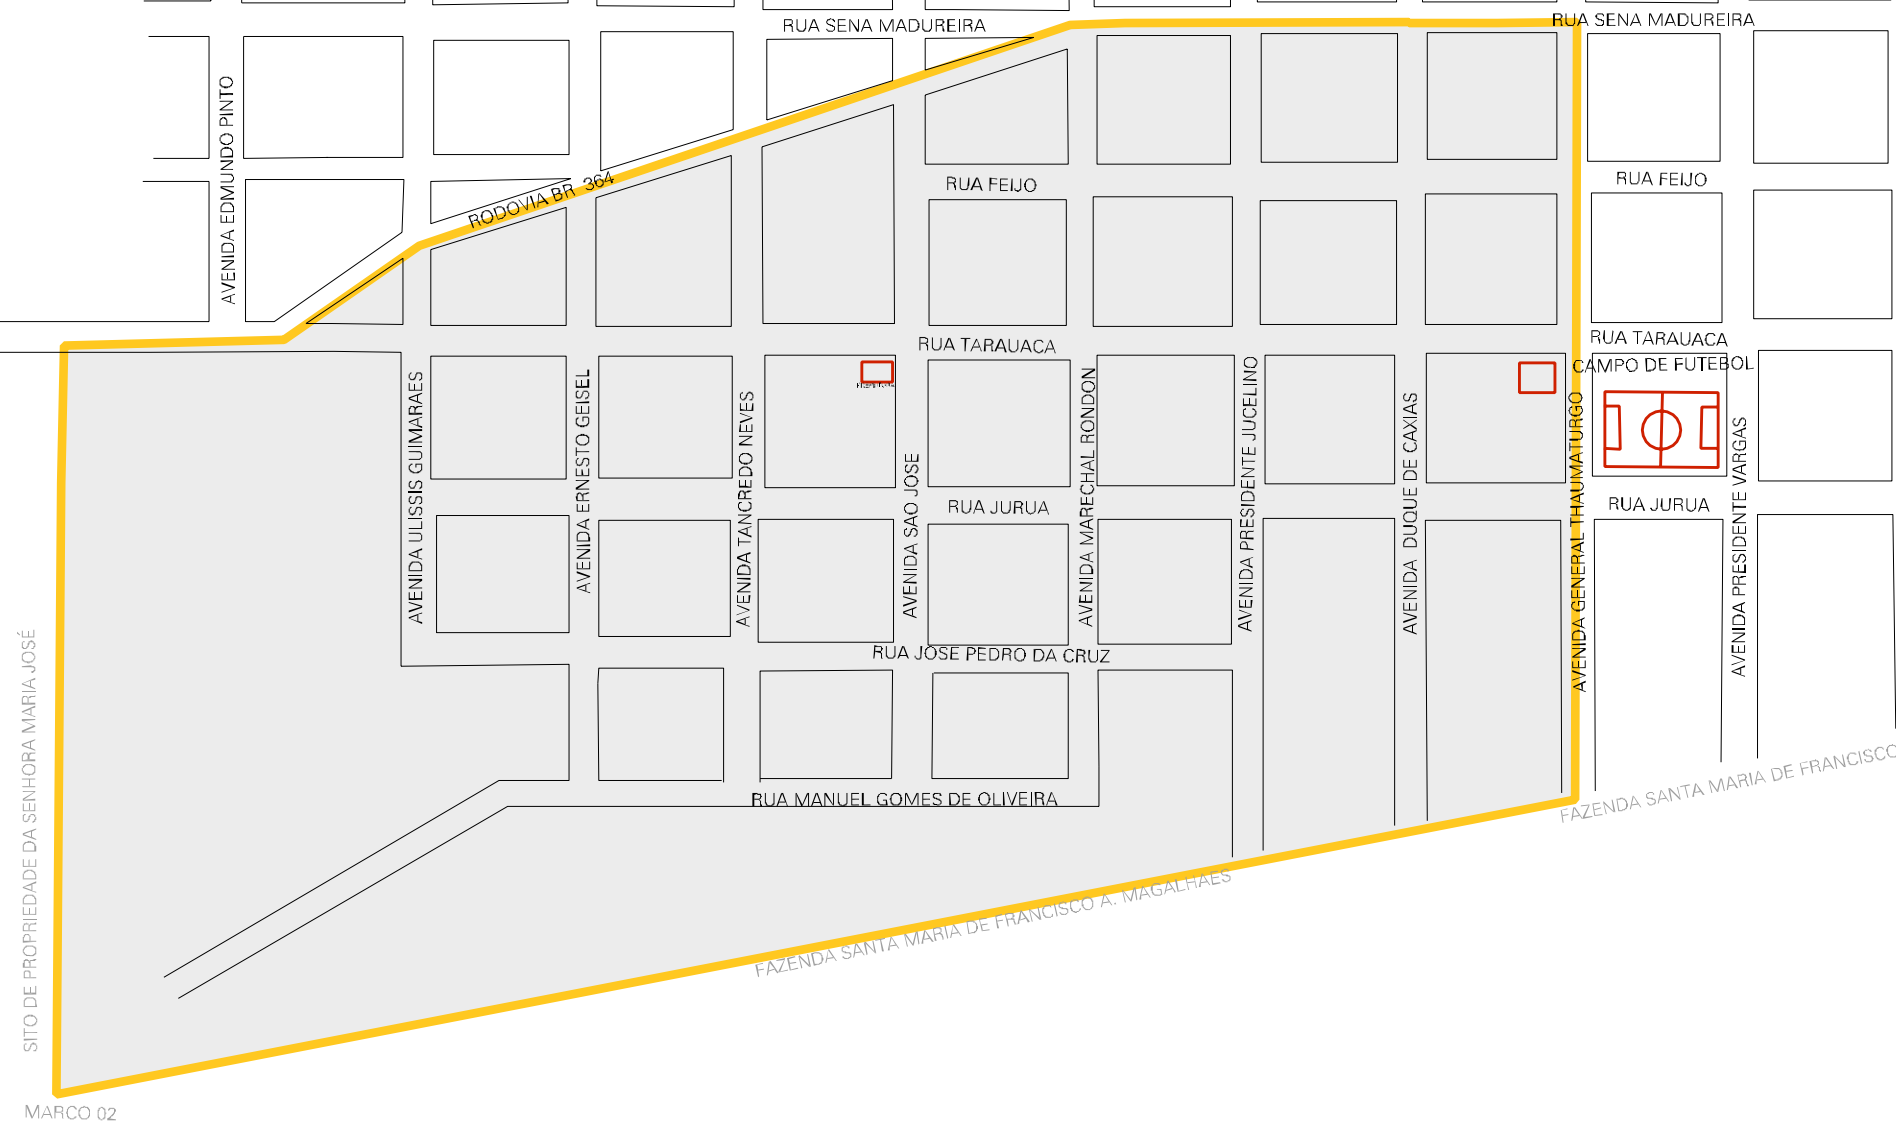 RUA SENA MADUREIRA
RUA SENA MADUREIRA
AVENIDA EDMUNDO PINTO
RODOVIA BR 364
RUA FEIJO
RUA FEIJO
RUA TARAUACA
RUA TARAUACA
CAMPO DE FUTEBOL
AVENIDA ULISSIS GUIMARAES
AVENIDA ERNESTO GEISEL
AVENIDA TANCREDO NEVES
AVENIDA SAO JOSE
AVENIDA MARECHAL RONDON
AVENIDA PRESIDENTE JUCELINO
AVENIDA DUQUE DE CAXIAS
AVENIDA GENERAL THAUMATURGO
AVENIDA PRESIDENTE VARGAS
RUA JURUA
RUA JURUA
RUA JOSE PEDRO DA CRUZ
RUA MANUEL GOMES DE OLIVEIRA
SITO DE PROPRIEDADE DA SENHORA MARIA JOSÉ
FAZENDA SANTA MARIA DE FRANCISCO
FAZENDA SANTA MARIA DE FRANCISCO A. MAGALHAES
MARCO 02